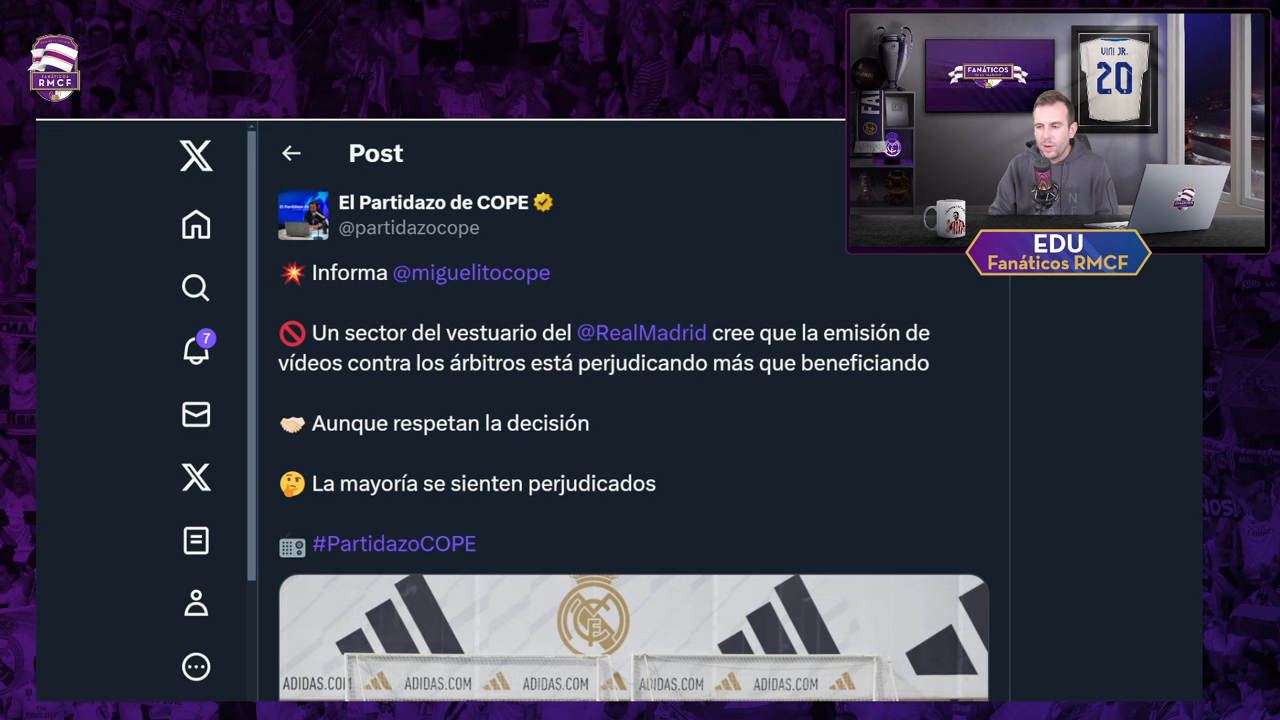 FANÁTICOS
RMCF
Post
El Partidazo de COPE
@partidazocope
💥 Informa @miguelitocope
🚫 Un sector del vestuario del @RealMadrid cree que la emisión de
vídeos contra los árbitros está perjudicando más que beneficiando
🤝🏻 Aunque respetan la decisión
🤔 La mayoría se sienten perjudicados
📻 #PartidazoCOPE
7
ADIDAS.COM
ADIDAS.COM
ADIDAS.COM
ADIDAS.COM
ADIDAS.COM
FANÁTICOS
VINI JR.
20
EDU
Fanáticos RMCF